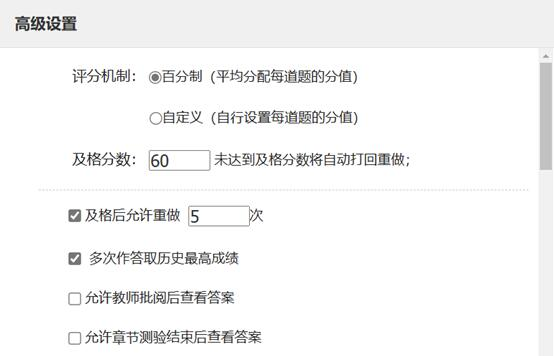 高级设置
评分机制： 百分制（平均分配每道题的分值）
自定义（自行设置每道题的分值）
及格分数： 60 未达到及格分数将自动打回重做；
及格后允许重做 5 次
多次作答取历史最高成绩
允许教师批阅后查看答案
允许章节测验结束后查看答案